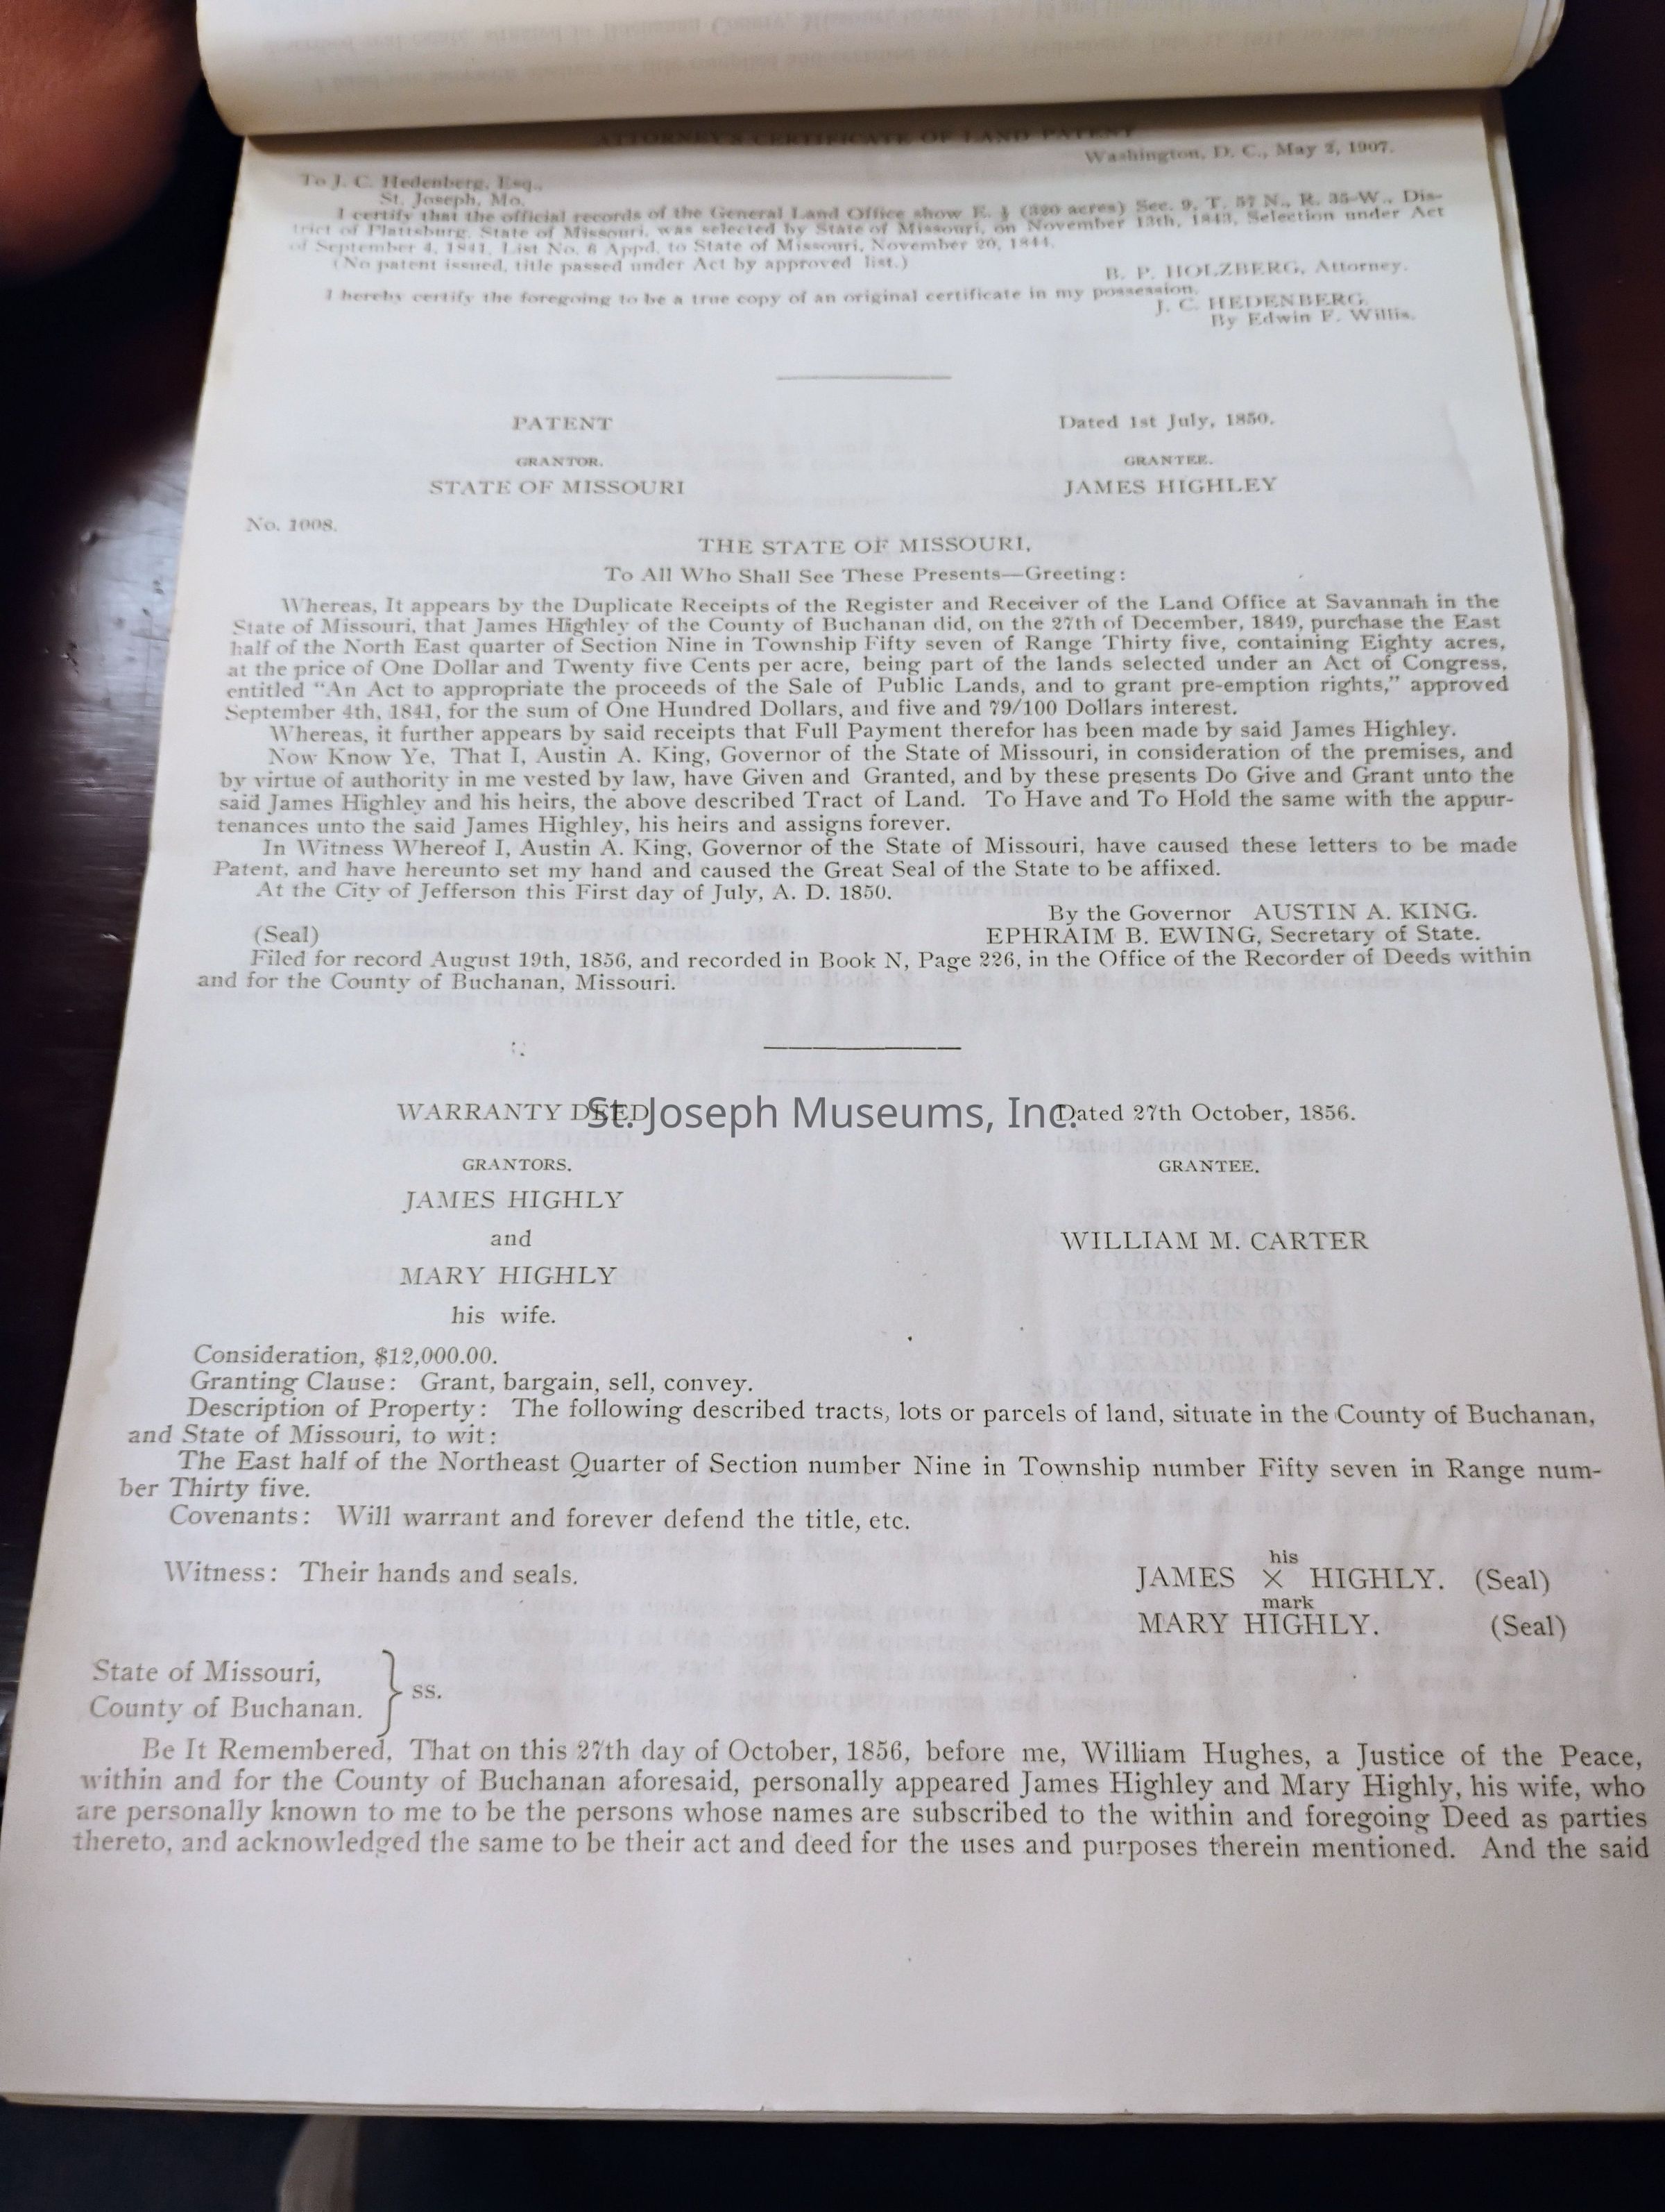 ATTORNEY'S CERTIFICATE OF LAND PATENT
Washington, D. C., May 2, 1907.
To J. C. Hedenberg, Esq.,
St. Joseph, Mo.
I certify that the official records of the General Land Office show E. ½ (320 acres) Sec. 9, T. 57 N., R. 35-W., Dis-
trict of Plattsburg, State of Missouri, was selected by State of Missouri, on November 13th, 1843, Selection under Act
of September 4, 1841, List No. 6 Appd. to State of Missouri, November 20, 1844.
(No patent issued, title passed under Act by approved list.)
B. P. HOLZBERG, Attorney.
I hereby certify the foregoing to be a true copy of an original certificate in my possession.
J. C. HEDENBERG.
By Edwin F. Willis.
PATENT
Dated 1st July, 1850.
GRANTOR.
GRANTEE.
STATE OF MISSOURI
JAMES HIGHLEY
No. 1008.
THE STATE OF MISSOURI,
To All Who Shall See These Presents—Greeting:
Whereas, It appears by the Duplicate Receipts of the Register and Receiver of the Land Office at Savannah in the
State of Missouri, that James Highley of the County of Buchanan did, on the 27th of December, 1849, purchase the East
half of the North East quarter of Section Nine in Township Fifty seven of Range Thirty five, containing Eighty acres,
at the price of One Dollar and Twenty five Cents per acre, being part of the lands selected under an Act of Congress,
entitled "An Act to appropriate the proceeds of the Sale of Public Lands, and to grant pre-emption rights," approved
September 4th, 1841, for the sum of One Hundred Dollars, and five and 79/100 Dollars interest.
Whereas, it further appears by said receipts that Full Payment therefor has been made by said James Highley.
Now Know Ye, That I, Austin A. King, Governor of the State of Missouri, in consideration of the premises, and
by virtue of authority in me vested by law, have Given and Granted, and by these presents Do Give and Grant unto the
said James Highley and his heirs, the above described Tract of Land. To Have and To Hold the same with the appur-
tenances unto the said James Highley, his heirs and assigns forever.
In Witness Whereof I, Austin A. King, Governor of the State of Missouri, have caused these letters to be made
Patent, and have hereunto set my hand and caused the Great Seal of the State to be affixed.
At the City of Jefferson this First day of July, A. D. 1850.
By the Governor AUSTIN A. KING.
(Seal) EPHRAIM B. EWING, Secretary of State.
Filed for record August 19th, 1856, and recorded in Book N, Page 226, in the Office of the Recorder of Deeds within
and for the County of Buchanan, Missouri.
WARRANTY DEED
St. Joseph Museums, Inc.
Dated 27th October, 1856.
GRANTORS.
GRANTEE.
JAMES HIGHLY
and
WILLIAM M. CARTER
MARY HIGHLY
his wife.
Consideration, $12,000.00.
Granting Clause: Grant, bargain, sell, convey.
Description of Property: The following described tracts, lots or parcels of land, situate in the County of Buchanan,
and State of Missouri, to wit:
The East half of the Northeast Quarter of Section number Nine in Township number Fifty seven in Range num-
ber Thirty five.
Covenants: Will warrant and forever defend the title, etc.
his
Witness: Their hands and seals. JAMES X HIGHLY. (Seal)
mark
MARY HIGHLY. (Seal)
State of Missouri,
ss.
County of Buchanan.
Be It Remembered, That on this 27th day of October, 1856, before me, William Hughes, a Justice of the Peace,
within and for the County of Buchanan aforesaid, personally appeared James Highley and Mary Highly, his wife, who
are personally known to me to be the persons whose names are subscribed to the within and foregoing Deed as parties
thereto, and acknowledged the same to be their act and deed for the uses and purposes therein mentioned. And the said